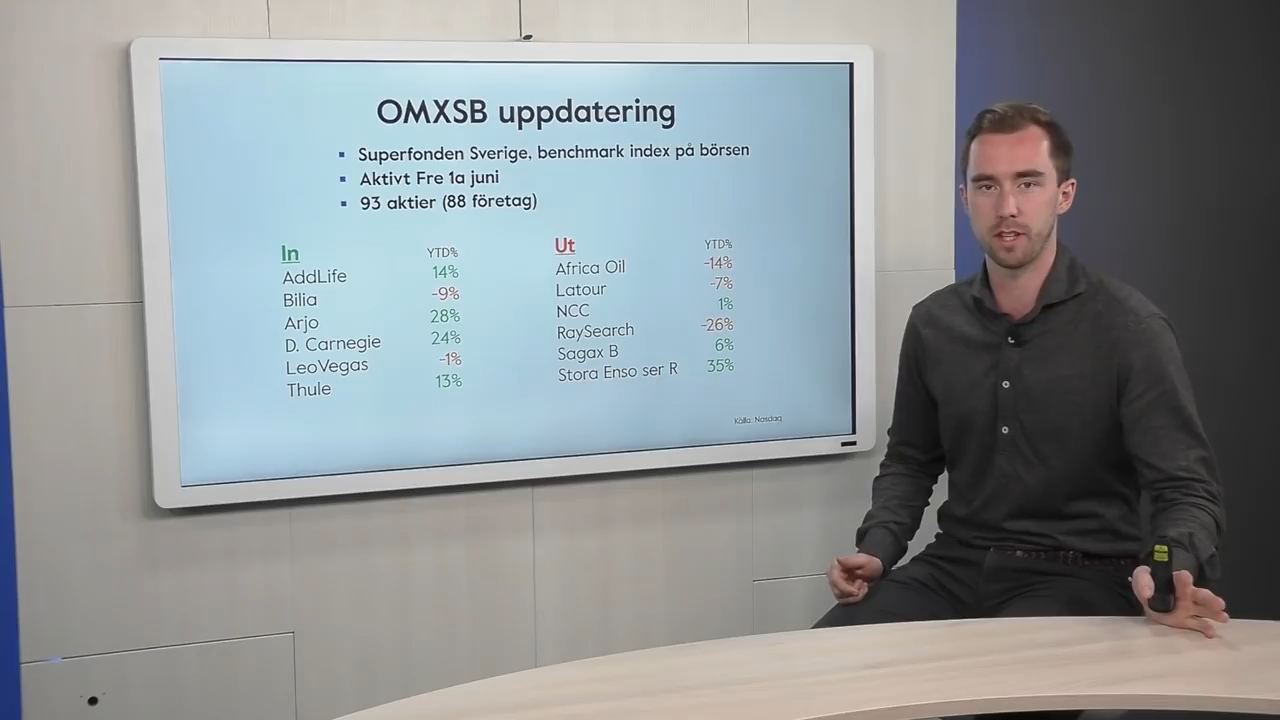 OMXSB uppdatering
▪ Superfonden Sverige, benchmark index på börsen
▪ Aktivt Fre 1a juni
▪ 93 aktier (88 företag)
In YTD%
AddLife 14%
Bilia -9%
Arjo 28%
D. Carnegie 24%
LeoVegas -1%
Thule 13%
Ut YTD%
Africa Oil -14%
Latour -7%
NCC 1%
RaySearch -26%
Sagax B 6%
Stora Enso ser R 35%
Källa: Nasdaq